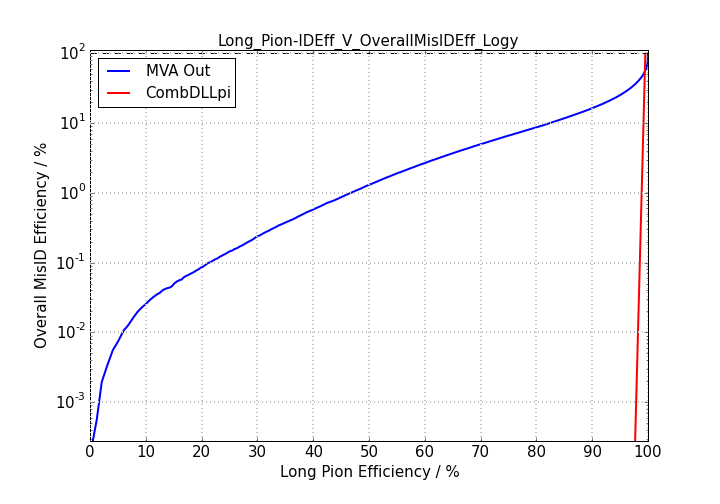 Long_Pion-IDEff_V_OverallMisIDEff_Logy
MVA Out
CombDLLpi
Overall MisID Efficiency / %
10^2
10^1
10^0
10^-1
10^-2
10^-3
0 10 20 30 40 50 60 70 80 90 100
Long Pion Efficiency / %